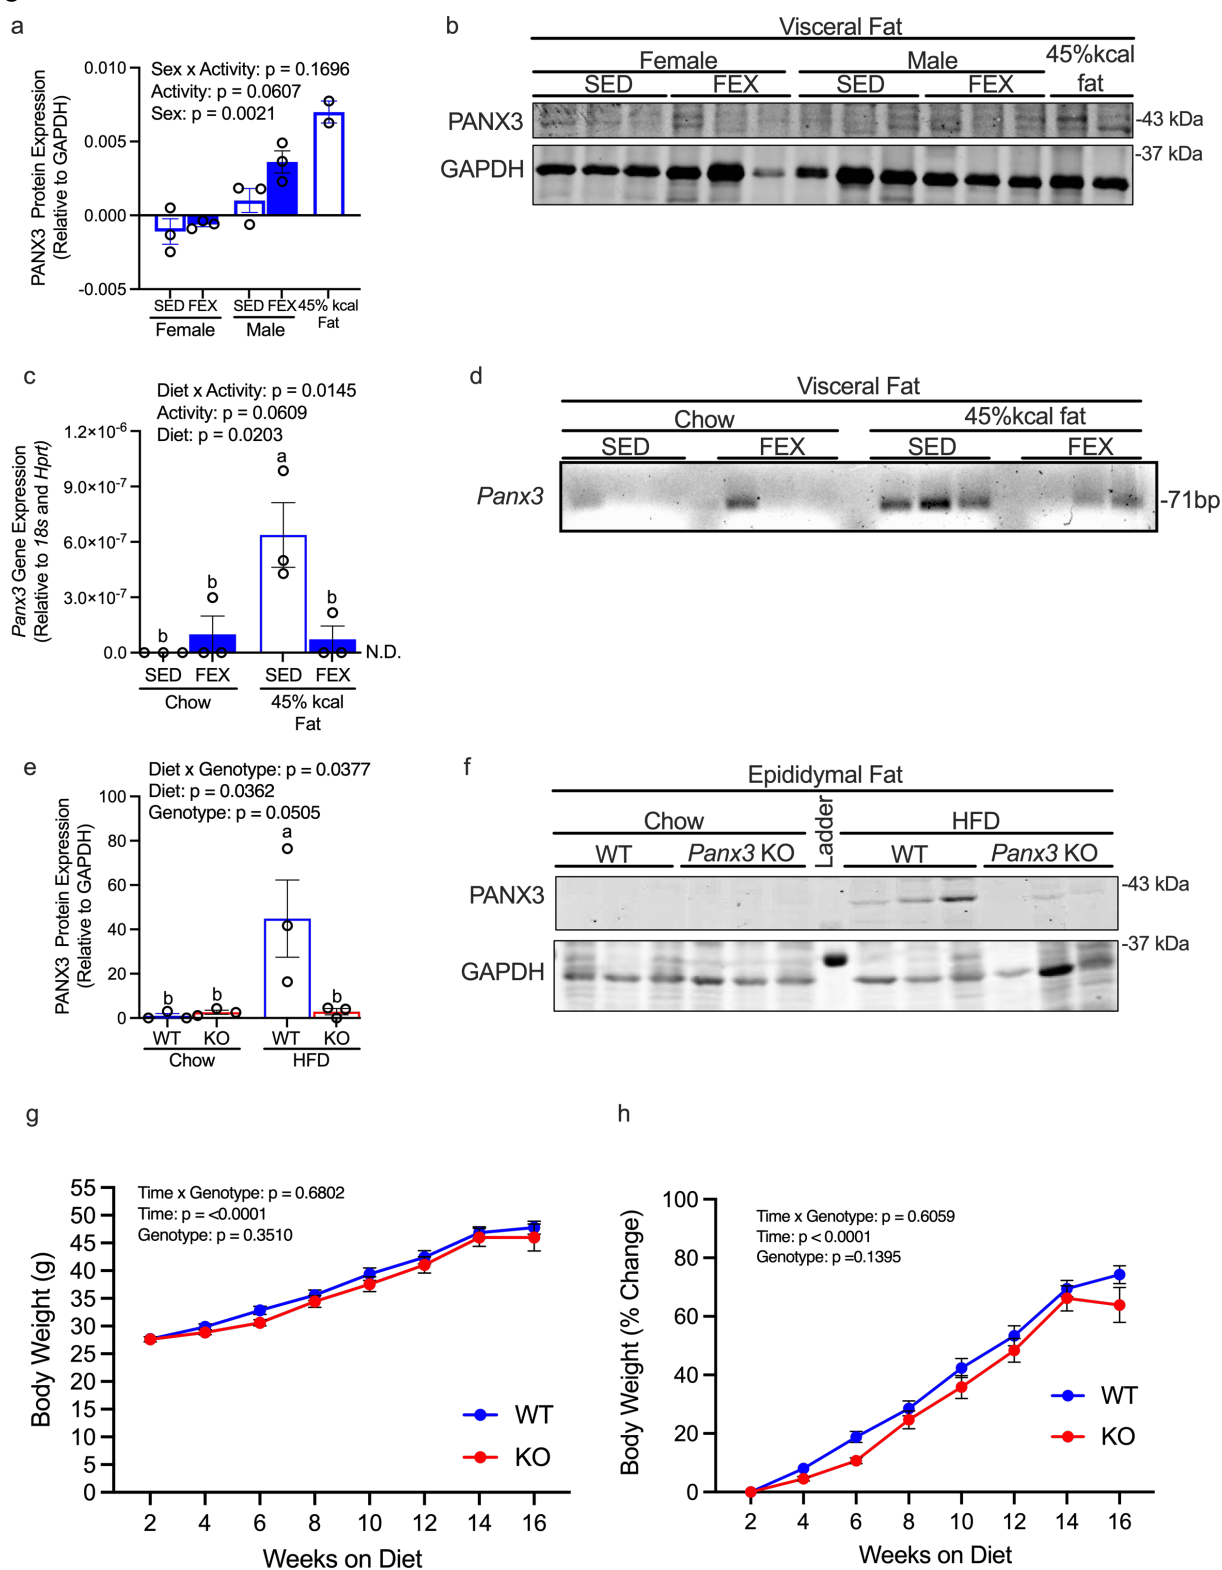 a
Sex x Activity: p = 0.1696
Activity: p = 0.0607
Sex: p = 0.0021
PANX3 Protein Expression
(Relative to GAPDH)
0.010
0.005
0.000
-0.005
SED FEX SED FEX 45% kcal
Fat
Female Male
b
Visceral Fat
Female Male 45%kcal
fat
SED FEX SED FEX
PANX3 -43 kDa
-37 kDa
GAPDH
c
Diet x Activity: p = 0.0145
Activity: p = 0.0609
Diet: p = 0.0203
Panx3 Gene Expression
(Relative to 18s and Hprt)
1.2×10-6
9.0×10-7
6.0×10-7
3.0×10-7
0.0
b b a b
N.D.
SED FEX SED FEX
Chow 45% kcal
Fat
d
Visceral Fat
Chow 45%kcal fat
SED FEX SED FEX
Panx3 -71bp
e
Diet x Genotype: p = 0.0377
Diet: p = 0.0362
Genotype: p = 0.0505
PANX3 Protein Expression
(Relative to GAPDH)
100
80
60
40
20
0
b b a b
WT KO WT KO
Chow HFD
f
Epididymal Fat
Chow Ladder HFD
WT Panx3 KO WT Panx3 KO
PANX3 -43 kDa
-37 kDa
GAPDH
g
Time x Genotype: p = 0.6802
Time: p = <0.0001
Genotype: p = 0.3510
Body Weight (g)
55
50
45
40
35
30
25
20
15
10
5
0
WT
KO
2 4 6 8 10 12 14 16
Weeks on Diet
h
Time x Genotype: p = 0.6059
Time: p < 0.0001
Genotype: p =0.1395
Body Weight (% Change)
100
80
60
40
20
0
WT
KO
2 4 6 8 10 12 14 16
Weeks on Diet